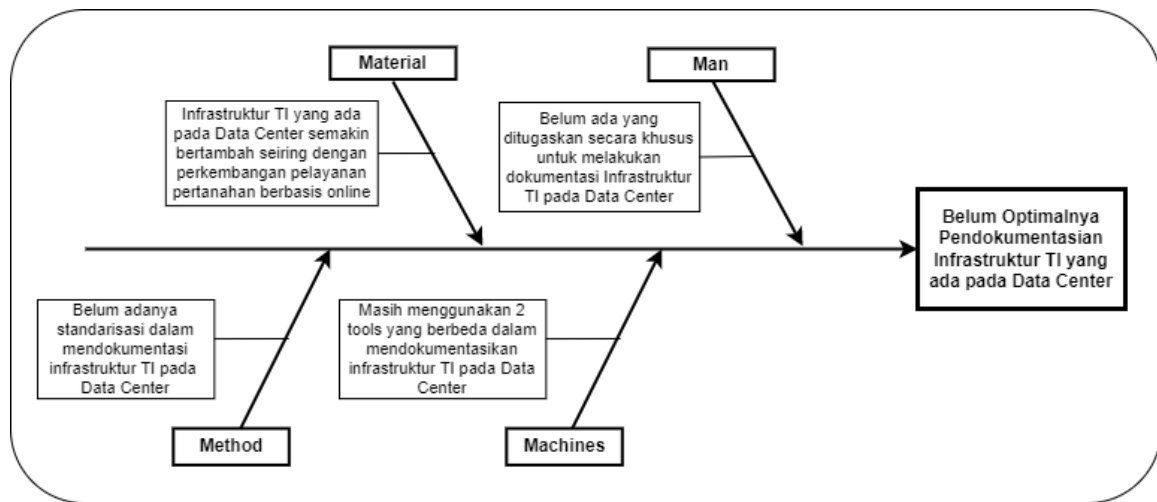 Material
Man
Infrastruktur TI yang ada
pada Data Center semakin
bertambah seiring dengan
perkembangan pelayanan
pertanahan berbasis online
Belum ada yang
ditugaskan secara khusus
untuk melakukan
dokumentasi Infrastruktur
TI pada Data Center
Belum Optimalnya
Pendokumentasian
Infrastruktur TI yang
ada pada Data Center
Belum adanya
standarisasi dalam
mendokumentasi
infrastruktur TI pada
Data Center
Masih menggunakan 2
tools yang berbeda dalam
mendokumentasikan
infrastruktur TI pada Data
Center
Method
Machines